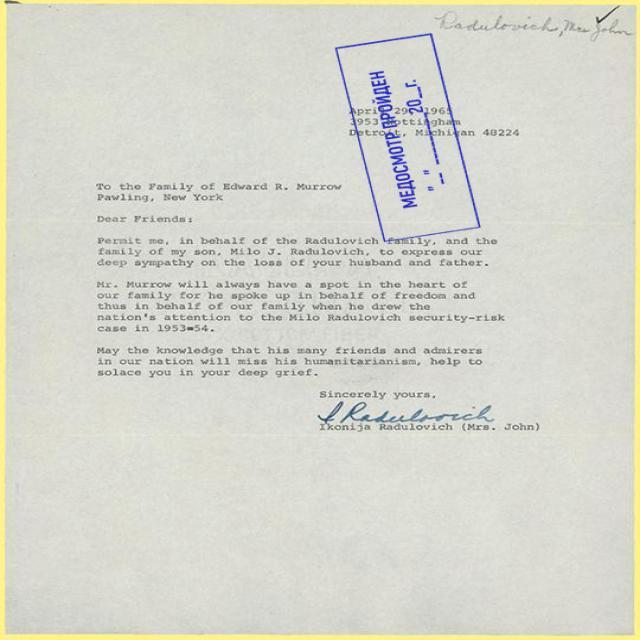 Radulovich, Mrs John
April 29, 1965
3953 Nottingham
Detroit, Michigan 48224
МЕДОСМОТР ПРОЙДЕН
"__" ________ 20__г.
To the Family of Edward R. Murrow
Pawling, New York
Dear Friends:
Permit me, in behalf of the Radulovich family, and the
family of my son, Milo J. Radulovich, to express our
deep sympathy on the loss of your husband and father.
Mr. Murrow will always have a spot in the heart of
our family for he spoke up in behalf of freedom and
thus in behalf of our family when he drew the
nation's attention to the Milo Radulovich security-risk
case in 1953=54.
May the knowledge that his many friends and admirers
in our nation will miss his humanitarianism, help to
solace you in your deep grief.
Sincerely yours,
I Radulovich
Ikonija Radulovich (Mrs. John)